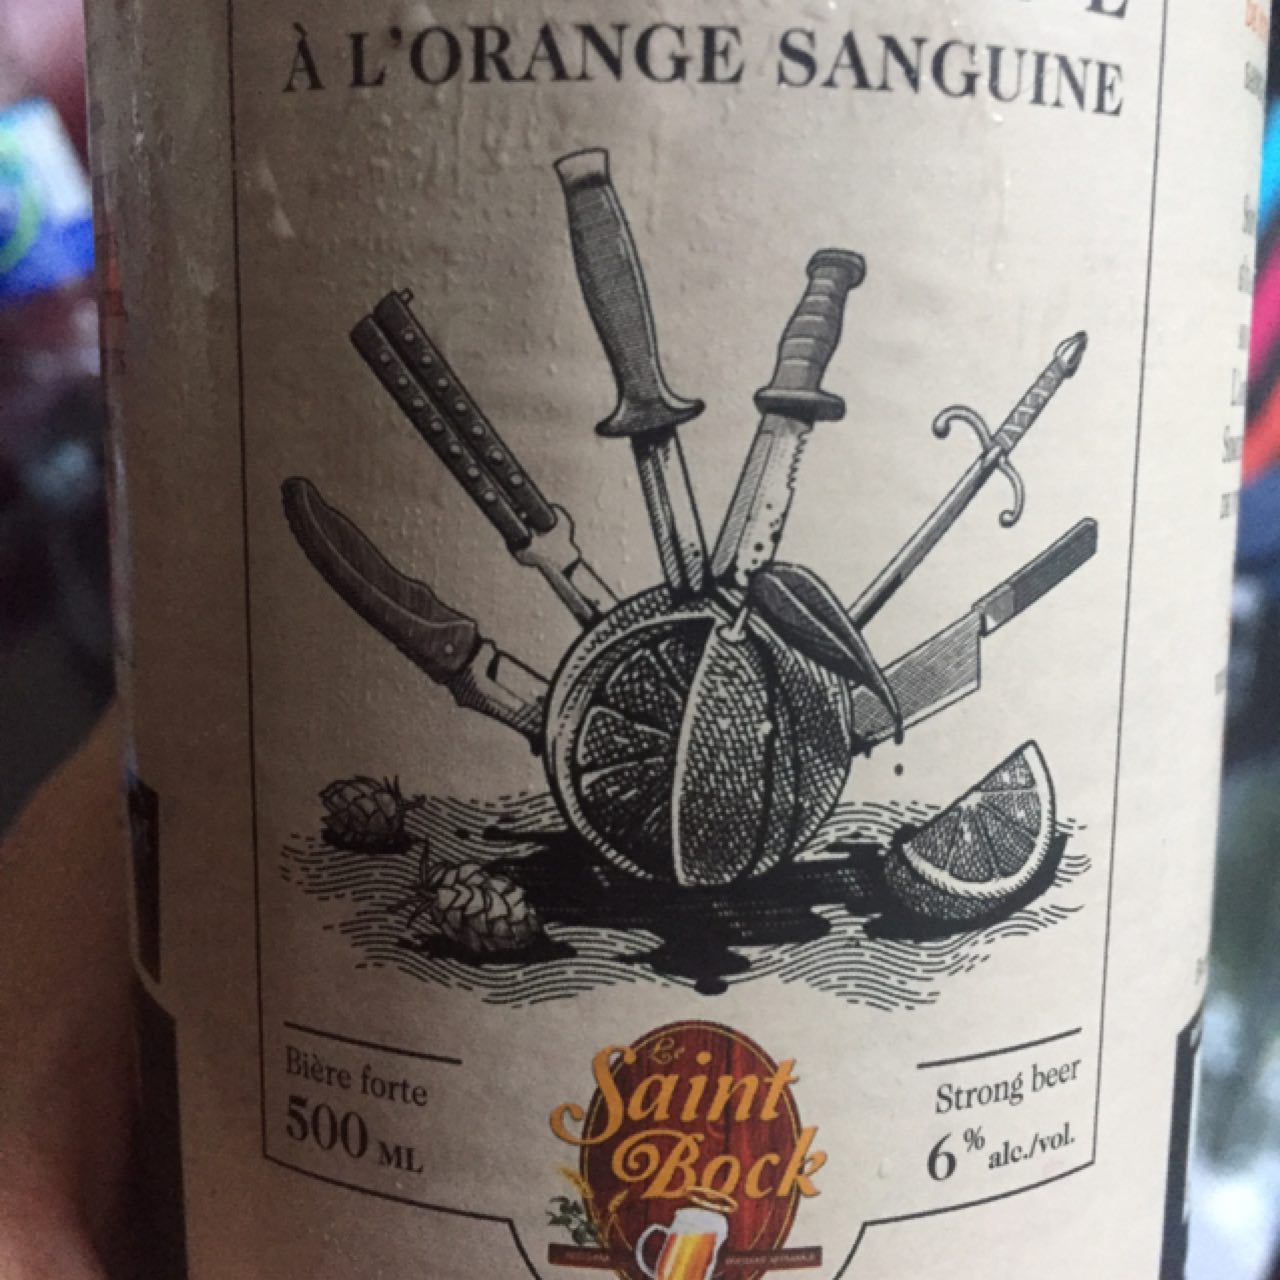 À L'ORANGE SANGUINE
Bière forte
500 ML
Le
Saint
Bock
Strong beer
6% alc./vol.